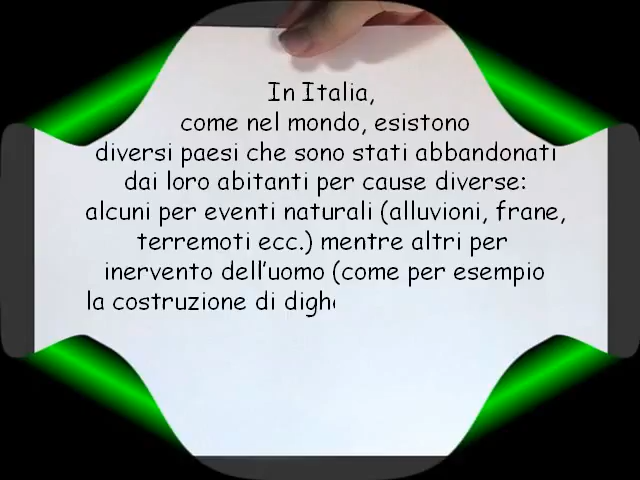 In Italia,
come nel mondo, esistono
diversi paesi che sono stati abbandonati
dai loro abitanti per cause diverse:
alcuni per eventi naturali (alluvioni, frane,
terremoti ecc.) mentre altri per
inervento dell'uomo (come per esempio
la costruzione di digh